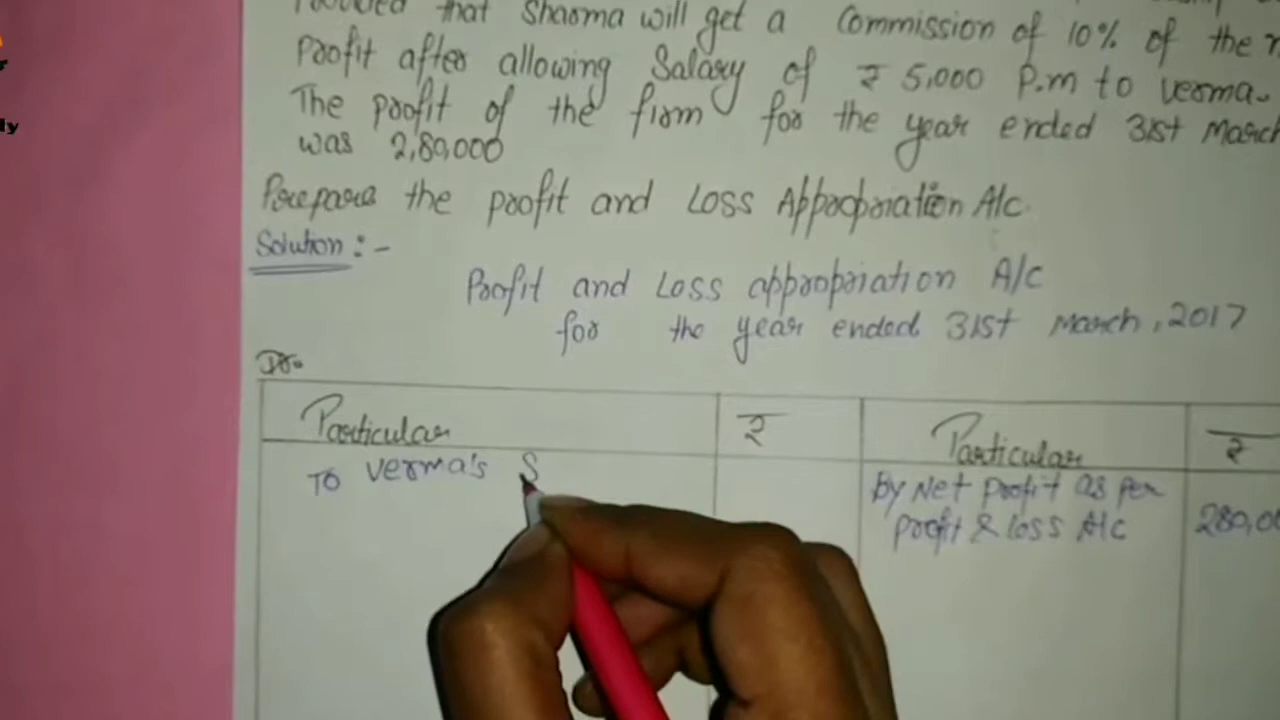 that Sharma will get a Commission of 10% of the
profit after allowing Salary of ₹ 5,000 P.m to verma.
The profit of the firm for the year ended 31st March
was 2,80,000
Prepare the profit and Loss Appropriation A/c
Solution :-
Profit and Loss appropriation A/c
for the year ended 31st March, 2017
Dr.
Particular ₹ Particular ₹
To verma's S
by Net profit as per
profit & loss A/c 280,00